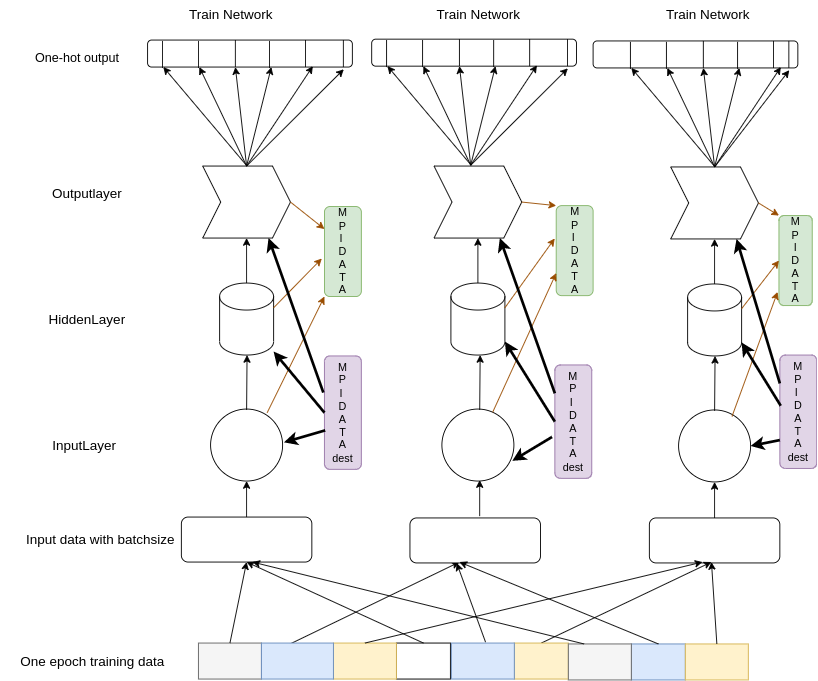 Train Network
Train Network
Train Network
One-hot output
Outputlayer
M
P
I
D
A
T
A
M
P
I
D
A
T
A
M
P
I
D
A
T
A
HiddenLayer
M
P
I
D
A
T
A
dest
M
P
I
D
A
T
A
dest
M
P
I
D
A
T
A
dest
InputLayer
Input data with batchsize
One epoch training data